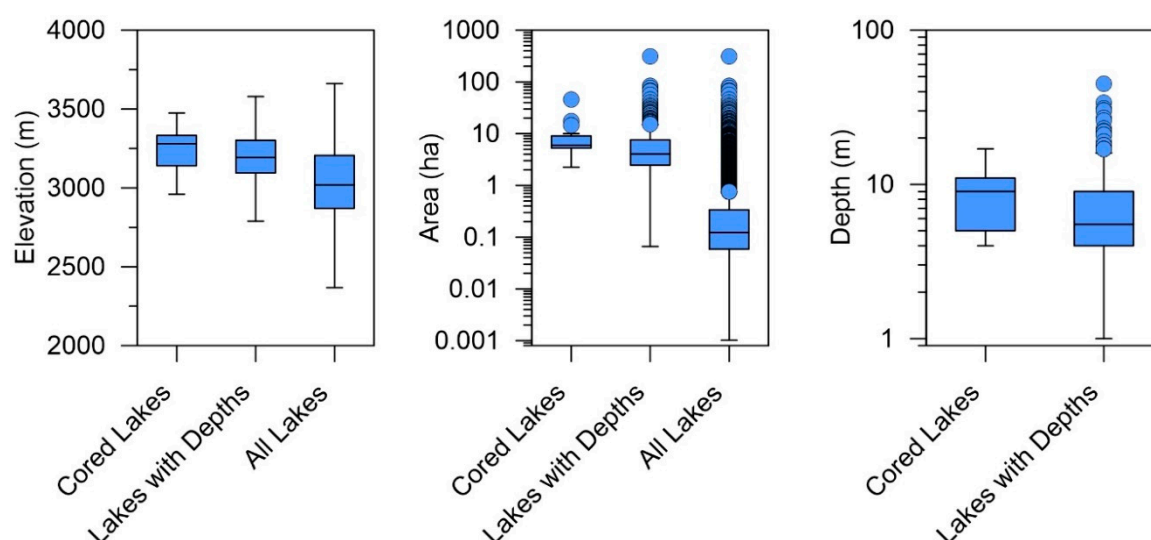 4000
3500
3000
2500
2000
Elevation (m)
Cored Lakes
Lakes with Depths
All Lakes
1000
100
10
1
0.1
0.01
0.001
Area (ha)
Cored Lakes
Lakes with Depths
All Lakes
100
10
1
Depth (m)
Cored Lakes
Lakes with Depths